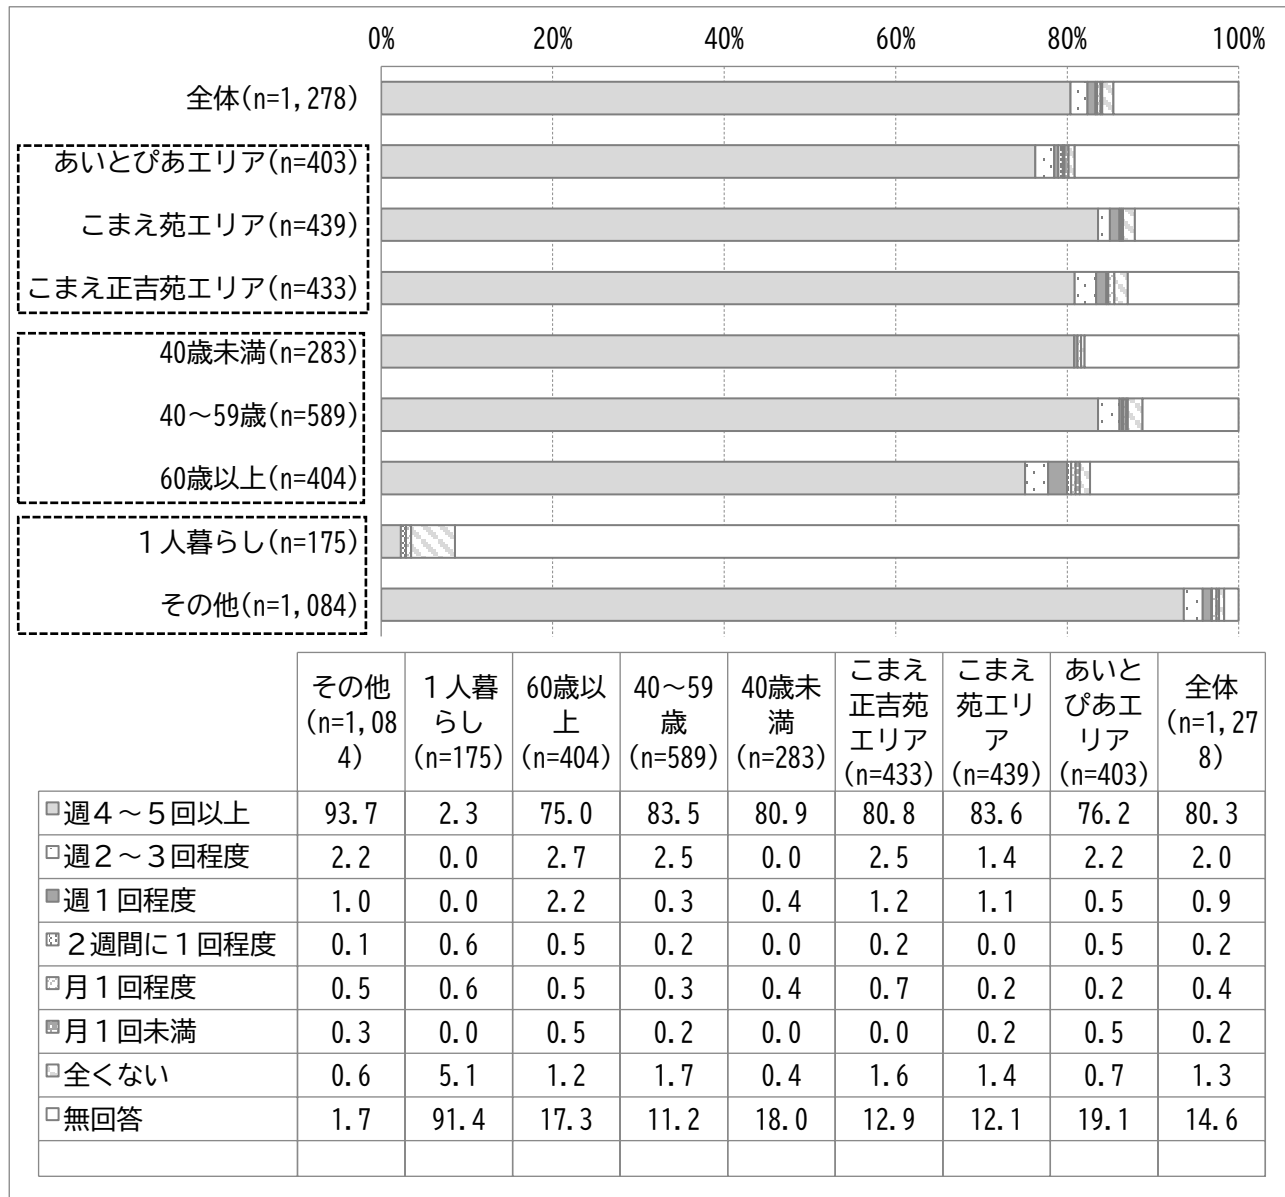 0% 20% 40% 60% 80% 100%
全体(n=1,278)
あいとぴあエリア(n=403)
こまえ苑エリア(n=439)
こまえ正吉苑エリア(n=433)
40歳未満(n=283)
40～59歳(n=589)
60歳以上(n=404)
１人暮らし(n=175)
その他(n=1,084)
その他(n=1,084) １人暮らし(n=175) 60歳以上(n=404) 40～59歳(n=589) 40歳未満(n=283) こまえ正吉苑エリア(n=433) こまえ苑エリア(n=439) あいとぴあエリア(n=403) 全体(n=1,278)
週４～５回以上 93.7 2.3 75.0 83.5 80.9 80.8 83.6 76.2 80.3
週２～３回程度 2.2 0.0 2.7 2.5 0.0 2.5 1.4 2.2 2.0
週１回程度 1.0 0.0 2.2 0.3 0.4 1.2 1.1 0.5 0.9
２週間に１回程度 0.1 0.6 0.5 0.2 0.0 0.2 0.0 0.5 0.2
月１回程度 0.5 0.6 0.5 0.3 0.4 0.7 0.2 0.2 0.4
月１回未満 0.3 0.0 0.5 0.2 0.0 0.0 0.2 0.5 0.2
全くない 0.6 5.1 1.2 1.7 0.4 1.6 1.4 0.7 1.3
無回答 1.7 91.4 17.3 11.2 18.0 12.9 12.1 19.1 14.6